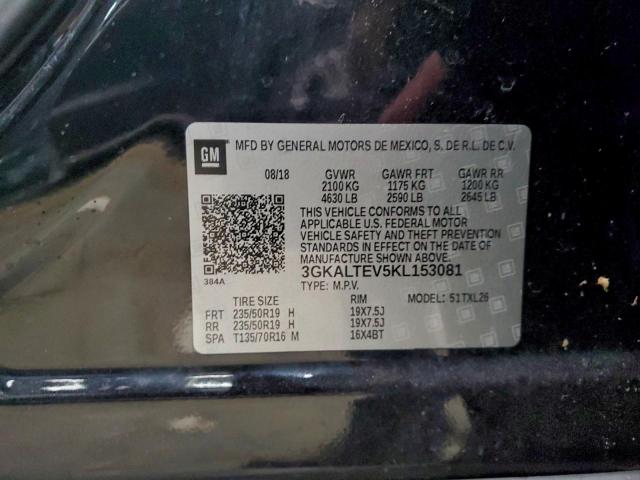 GM
MFD BY GENERAL MOTORS DE MEXICO, S. DE R.L. DE C.V.
08/18 GVWR GAWR FRT GAWR RR
2100 KG 1175 KG 1200 KG
4630 LB 2590 LB 2645 LB
THIS VEHICLE CONFORMS TO ALL
APPLICABLE U.S. FEDERAL MOTOR
VEHICLE SAFETY AND THEFT PREVENTION
STANDARDS IN EFFECT ON THE DATE OF
MANUFACTURE SHOWN ABOVE.
384A
3GKALTEV5KL153081
TYPE: M.P.V. MODEL: 51TXL26
TIRE SIZE RIM
FRT 235/50R19 H 19X7.5J
RR 235/50R19 H 19X7.5J
SPA T135/70R16 M 16X4BT